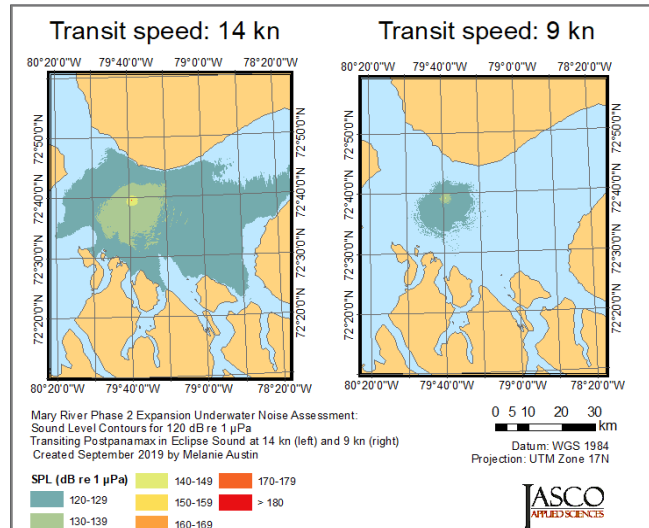 Transit speed: 14 kn
Transit speed: 9 kn
80°20'0"W 79°40'0"W 79°0'0"W 78°20'0"W
80°20'0"W 79°40'0"W 79°0'0"W 78°20'0"W
72°50'0"N
72°40'0"N
72°30'0"N
72°20'0"N
72°50'0"N
72°40'0"N
72°30'0"N
72°20'0"N
72°50'0"N
72°40'0"N
72°30'0"N
72°20'0"N
72°50'0"N
72°40'0"N
72°30'0"N
72°20'0"N
80°20'0"W 79°40'0"W 79°0'0"W 78°20'0"W
80°20'0"W 79°40'0"W 79°0'0"W 78°20'0"W
Mary River Phase 2 Expansion Underwater Noise Assessment:
Sound Level Contours for 120 dB re 1 µPa
Transiting Postpanamax in Eclipse Sound at 14 kn (left) and 9 kn (right)
Created September 2019 by Melanie Austin
0 5 10 20 30
km
Datum: WGS 1984
Projection: UTM Zone 17N
SPL (dB re 1 µPa)
120-129
130-139
140-149
150-159
160-169
170-179
> 180
JASCO
APPLIED SCIENCES